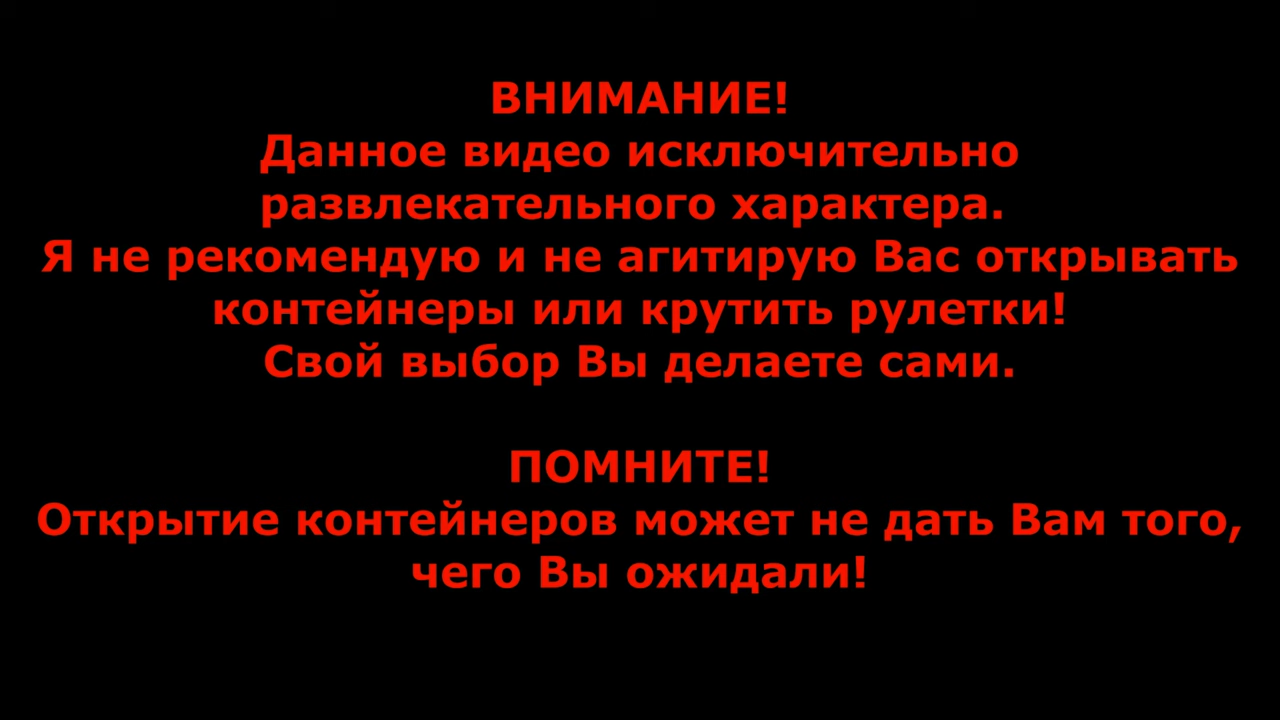 ВНИМАНИЕ!
Данное видео исключительно
развлекательного характера.
Я не рекомендую и не агитирую Вас открывать
контейнеры или крутить рулетки!
Свой выбор Вы делаете сами.
ПОМНИТЕ!
Открытие контейнеров может не дать Вам того,
чего Вы ожидали!